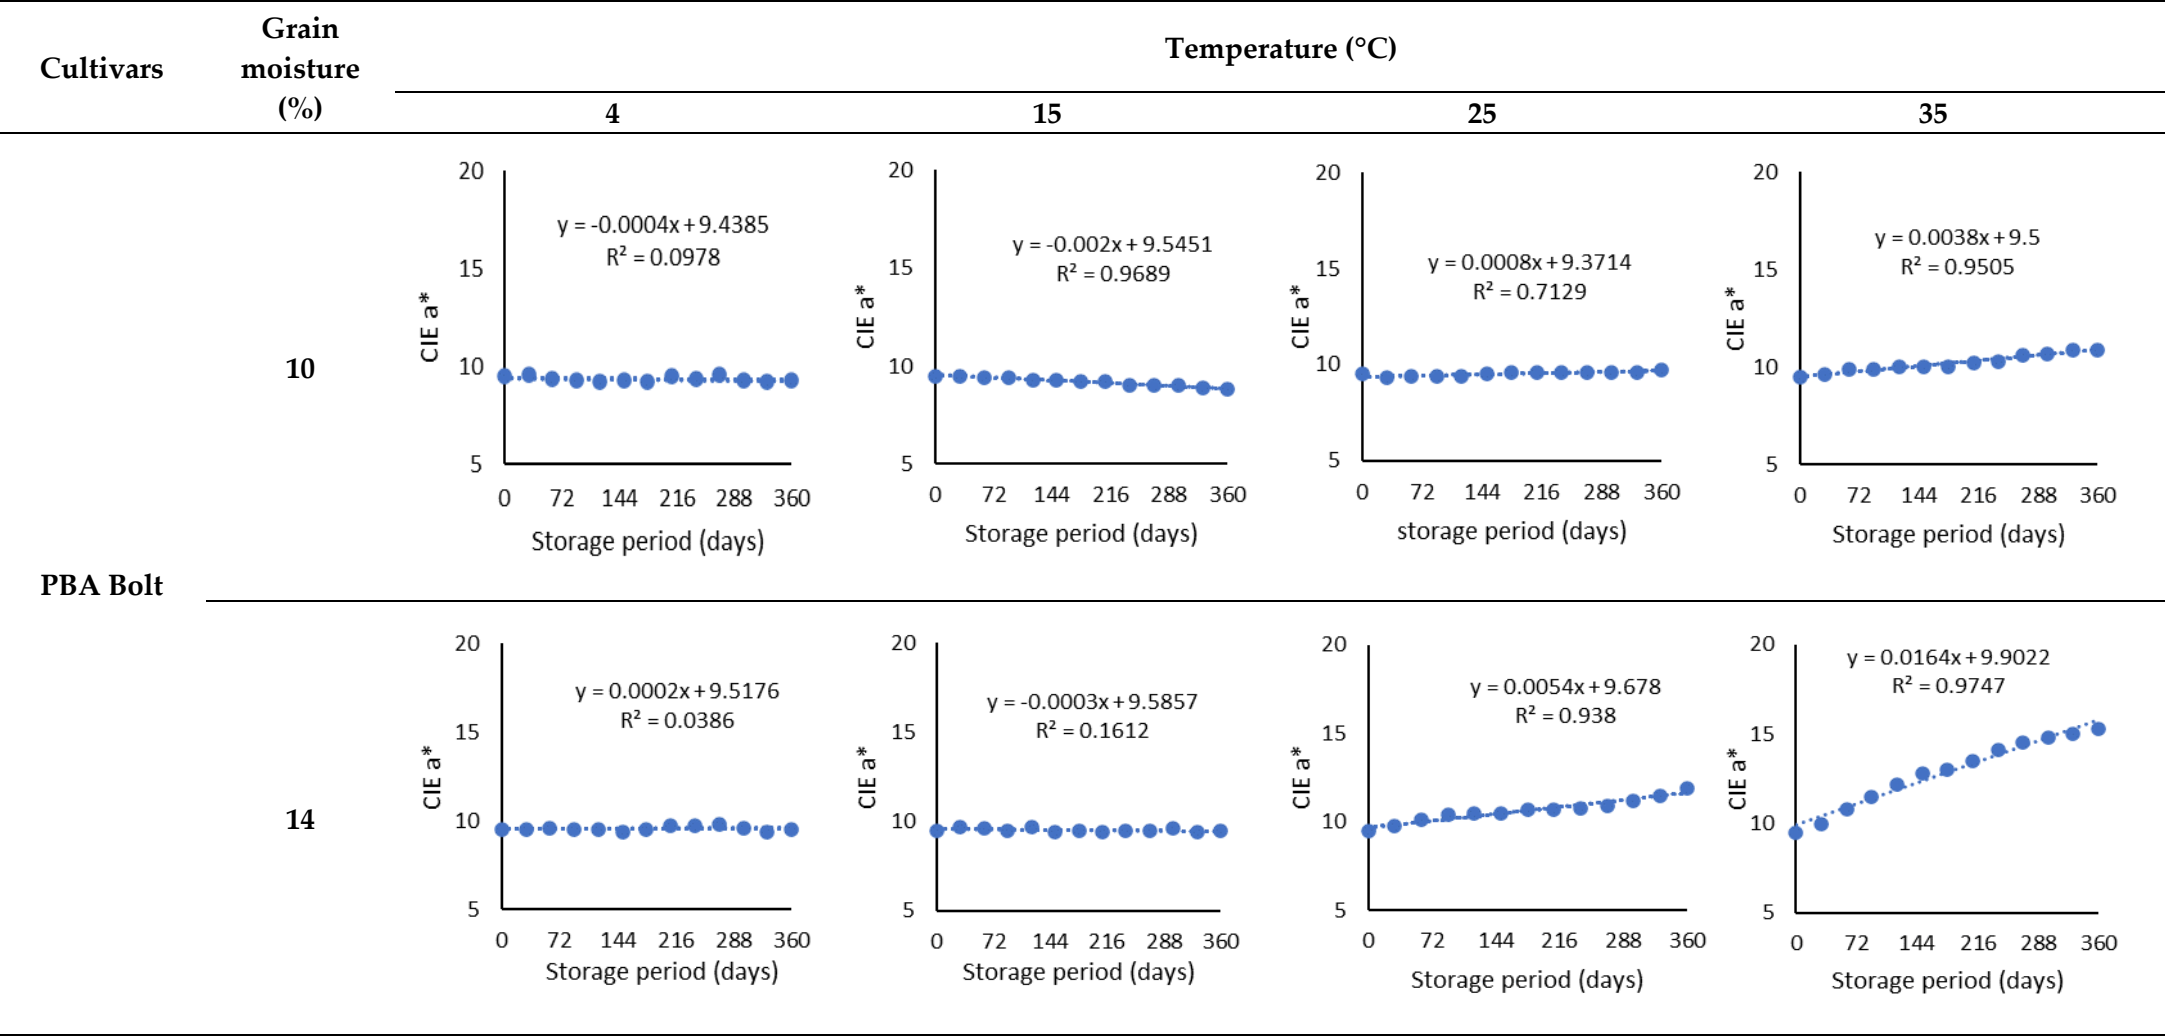 Cultivars
Grain
moisture
(%)
Temperature (°C)
4
15
25
35
PBA Bolt
10
20
15
10
5
CIE a*
y = -0.0004x + 9.4385
R² = 0.0978
0 72 144 216 288 360
Storage period (days)
20
15
10
5
CIE a*
y = -0.002x + 9.5451
R² = 0.9689
0 72 144 216 288 360
Storage period (days)
20
15
10
5
CIE a*
y = 0.0008x + 9.3714
R² = 0.7129
0 72 144 216 288 360
storage period (days)
20
15
10
5
CIE a*
y = 0.0038x + 9.5
R² = 0.9505
0 72 144 216 288 360
Storage period (days)
14
20
15
10
5
CIE a*
y = 0.0002x + 9.5176
R² = 0.0386
0 72 144 216 288 360
Storage period (days)
20
15
10
5
CIE a*
y = -0.0003x + 9.5857
R² = 0.1612
0 72 144 216 288 360
Storage period (days)
20
15
10
5
CIE a*
y = 0.0054x + 9.678
R² = 0.938
0 72 144 216 288 360
Storage period (days)
20
15
10
5
CIE a*
y = 0.0164x + 9.9022
R² = 0.9747
0 72 144 216 288 360
Storage period (days)